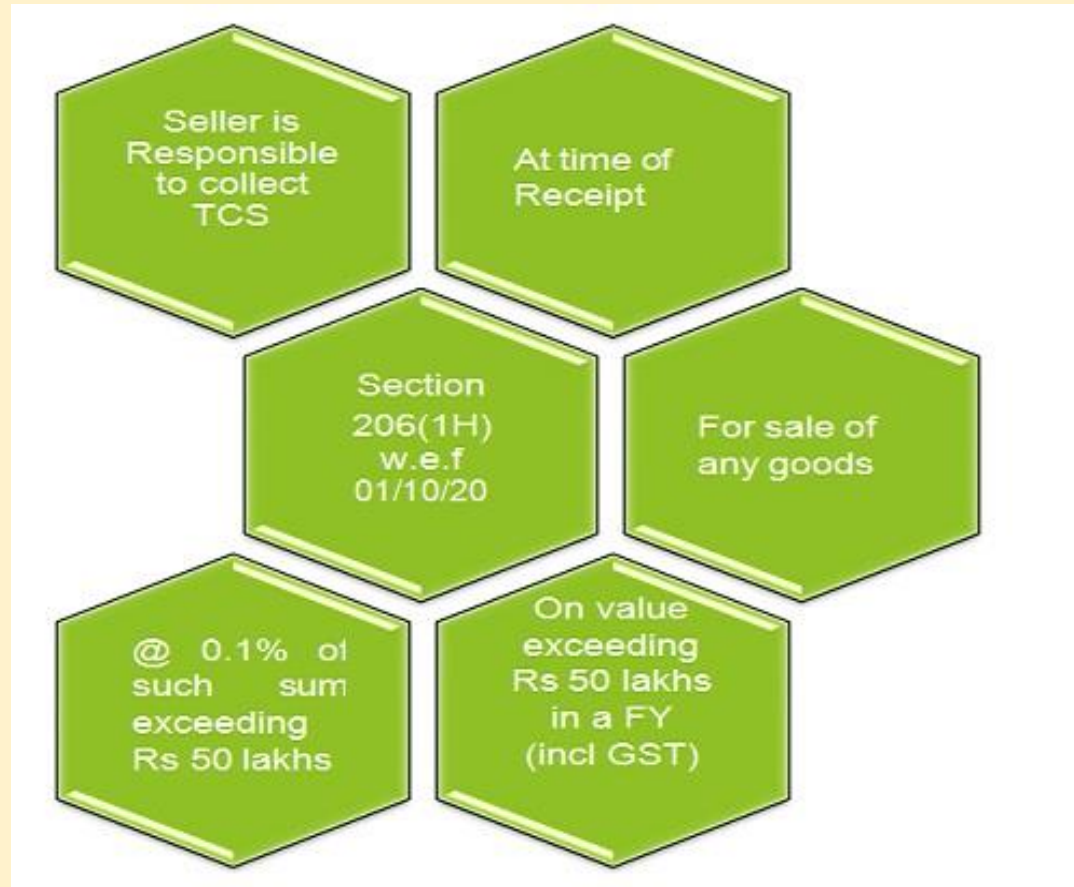 Seller is
Responsible
to collect
TCS
At time of
Receipt
Section
206(1H)
w.e.f
01/10/20
For sale of
any goods
@ 0.1% of
such sum
exceeding
Rs 50 lakhs
On value
exceeding
Rs 50 lakhs
in a FY
(incl GST)